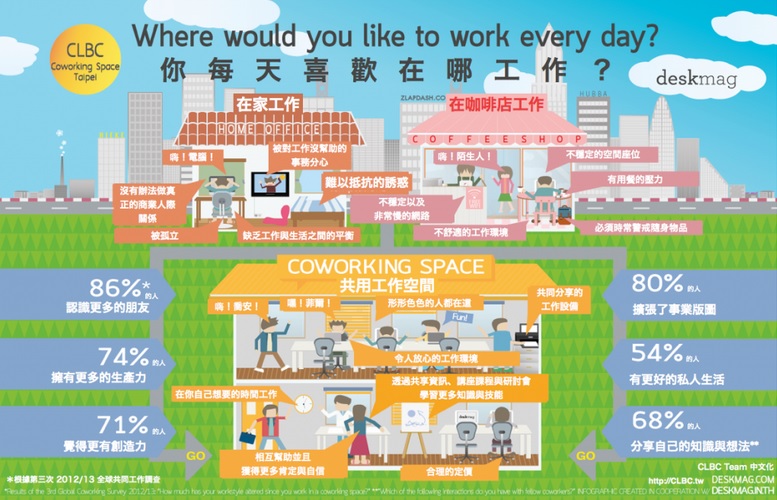 CLBC
Coworking Space
Taipei
Where would you like to work every day?
你每天喜歡在哪工作?
deskmag
ZLAPDASH.CO
HUBBA
在家工作
HOME OFFICE
嗨!電腦!
被對工作沒幫助的
事務分心
沒有辦法做真
正的商業人際
關係
難以抵抗的誘惑
被孤立
缺乏工作與生活之間的平衡
在咖啡店工作
COFFEESHOP
嗨!陌生人!
不穩定的空間座位
有用餐的壓力
不穩定以及
非常慢的網路
不舒適的工作環境
必須時常警戒隨身物品
COWORKING SPACE
共用工作空間
嗨!喬安!
嘿!菲爾!
形形色色的人都在這
共同分享的
工作設備
Fun!
令人放心的工作環境
在你自己想要的時間工作
透過共享資訊、講座課程與研討會
學習更多知識與技能
相互幫助並且
獲得更多肯定與自信
合理的定價
86%* 的人
認識更多的朋友
74% 的人
擁有更多的生產力
71% 的人
覺得更有創造力
80% 的人
擴張了事業版圖
54% 的人
有更好的私人生活
68% 的人
分享自己的知識與想法**
GO
GO
*根據第三次 2012/13 全球共同工作調查
CLBC Team 中文化
http://CLBC.tw DESKMAG.COM
*Results of the 3rd Global Coworking Survey 2012/13: "How much has your workstyle altered since you work in a coworking space?" **"Which of the following interactions do you have with fellow coworkers?" INFOGRAPHIC CREATED IN COOPERATION